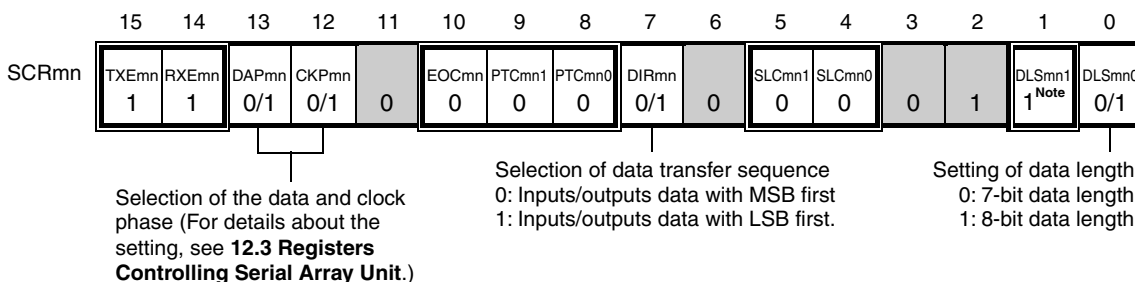 15 14 13 12 11 10 9 8 7 6 5 4 3 2 1 0
SCRmn
TXEmn RXEmn DAPmn CKPmn EOCmn PTCmn1 PTCmn0 DIRmn SLCmn1 SLCmn0 DLSmn1 DLSmn0
1 1 0/1 0/1 0 0 0 0 0/1 0 0 0 0 1 1Note 0/1
Selection of the data and clock
phase (For details about the
setting, see 12.3 Registers
Controlling Serial Array Unit.)
Selection of data transfer sequence
0: Inputs/outputs data with MSB first
1: Inputs/outputs data with LSB first.
Setting of data length
0: 7-bit data length
1: 8-bit data length